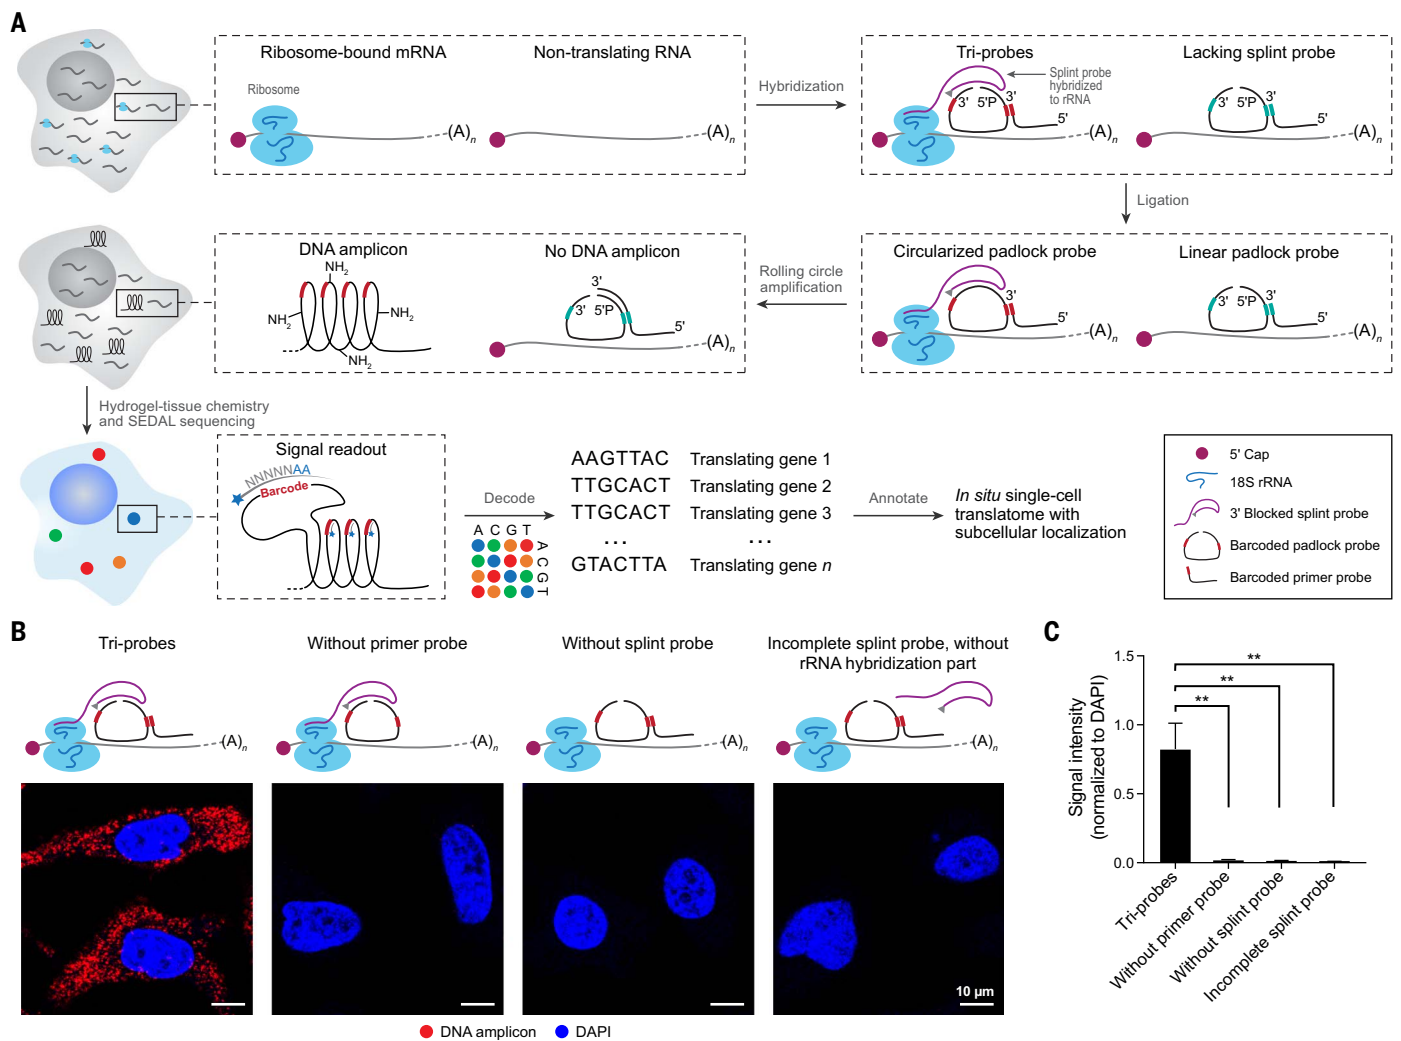 A
Ribosome-bound mRNA
Non-translating RNA
Ribosome
(A)n
(A)n
Hybridization
Tri-probes
Lacking splint probe
Splint probe
hybridized
to rRNA
3' 5'P 3'
5'
(A)n
3' 5'P 3'
5'
(A)n
Ligation
Circularized padlock probe
Linear padlock probe
3'
5'
(A)n
3' 5'P 3'
5'
(A)n
Rolling circle
amplification
DNA amplicon
No DNA amplicon
NH2
NH2
NH2
NH2
3'
3' 5'P
5'
(A)n
Hydrogel-tissue chemistry
and SEDAL sequencing
Signal readout
NNNNNAA
Barcode
Decode
A C G T
A
C
G
T
AAGTTAC Translating gene 1
TTGCACT Translating gene 2
TTGCACT Translating gene 3
... ...
GTACTTA Translating gene n
Annotate
In situ single-cell
translatome with
subcellular localization
5' Cap
18S rRNA
3' Blocked splint probe
Barcoded padlock probe
Barcoded primer probe
B
Tri-probes
Without primer probe
Without splint probe
Incomplete splint probe, without
rRNA hybridization part
(A)n
(A)n
(A)n
(A)n
10 µm
DNA amplicon
DAPI
C
Signal intensity
(normalized to DAPI)
1.5
1.0
0.5
0.0
**
**
**
Tri-probes
Without primer probe
Without splint probe
Incomplete splint probe